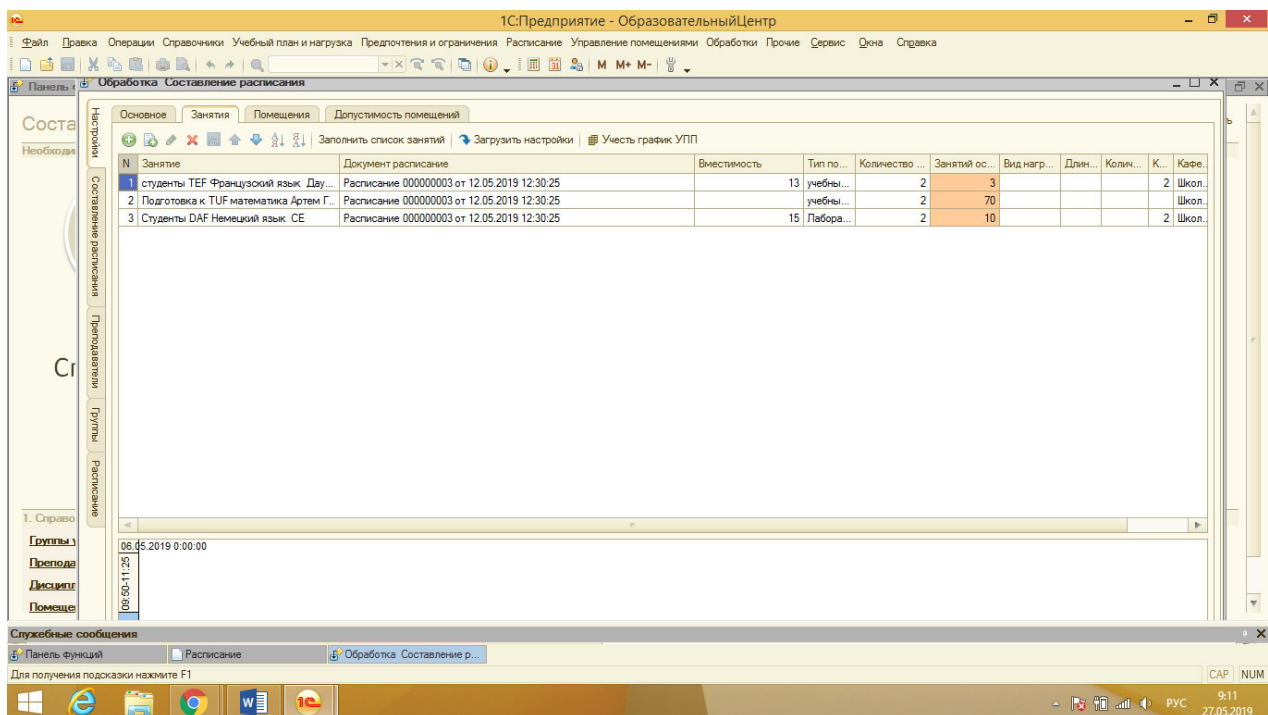 1С:Предприятие - ОбразовательныйЦентр
Файл Правка Операции Справочники Учебный план и нагрузка Предпочтения и ограничения Расписание Управление помещениями Обработки Прочие Сервис Окна Справка
M M+ M-
Панель
Обработка Составление расписания
Соста
Необходи
Сп
1. Справо
Группы у
Препода
Дисципл
Помеще
Настройки
Составление расписания
Преподаватели
Группы
Расписание
Основное Занятия Помещения Допустимость помещений
Заполнить список занятий Загрузить настройки Учесть график УПП
N Занятие Документ расписание Вместимость Тип по... Количество ... Занятий ос... Вид нагр... Длин... Колич... К... Кафе..
1 студенты TEF Французский язык Дау... Расписание 000000003 от 12.05.2019 12:30:25 13 учебны... 2 3 2 Школ..
2 Подготовка к TUF математика Артем Г... Расписание 000000003 от 12.05.2019 12:30:25 учебны... 2 70 Школ..
3 Студенты DAF Немецкий язык CE Расписание 000000003 от 12.05.2019 12:30:25 15 Лабора... 2 10 2 Школ..
06.05.2019 0:00:00
09:50-11:25
Служебные сообщения
Панель функций Расписание Обработка Составление р...
Для получения подсказки нажмите F1 CAP NUM
РУС 9:11
27.05.2019